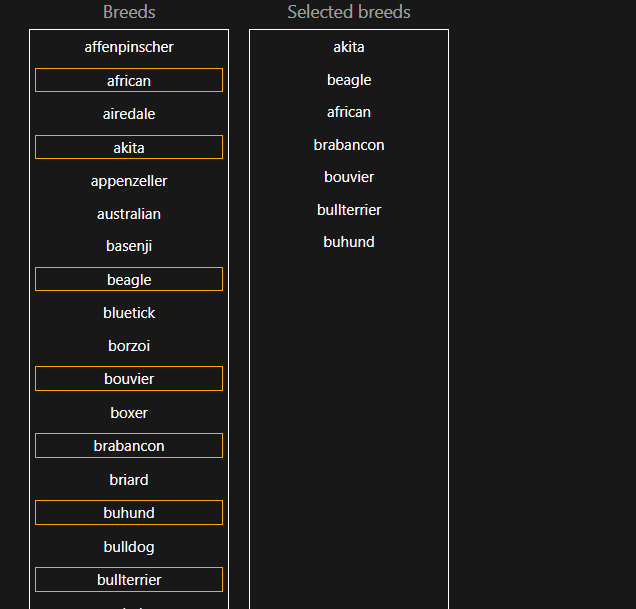 Breeds
affenpinscher
african
airedale
akita
appenzeller
australian
basenji
beagle
bluetick
borzoi
bouvier
boxer
brabancon
briard
buhund
bulldog
bullterrier
Selected breeds
akita
beagle
african
brabancon
bouvier
bullterrier
buhund